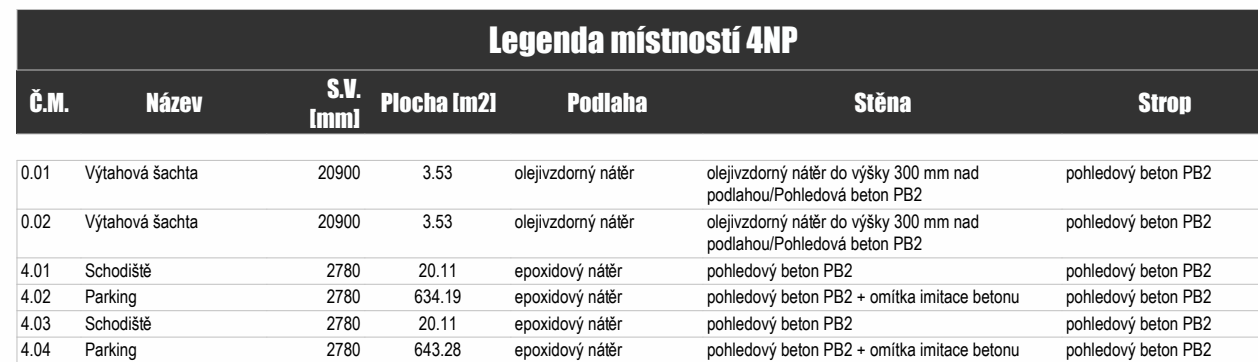 Legenda místností 4NP
Č.M. Název S.V. [mm] Plocha [m2] Podlaha Stěna Strop
0.01 Výtahová šachta 20900 3.53 olejivzdorný nátěr olejivzdorný nátěr do výšky 300 mm nad pohledový beton PB2
podlahou/Pohledová beton PB2
0.02 Výtahová šachta 20900 3.53 olejivzdorný nátěr olejivzdorný nátěr do výšky 300 mm nad pohledový beton PB2
podlahou/Pohledová beton PB2
4.01 Schodiště 2780 20.11 epoxidový nátěr pohledový beton PB2 pohledový beton PB2
4.02 Parking 2780 634.19 epoxidový nátěr pohledový beton PB2 + omítka imitace betonu pohledový beton PB2
4.03 Schodiště 2780 20.11 epoxidový nátěr pohledový beton PB2 pohledový beton PB2
4.04 Parking 2780 643.28 epoxidový nátěr pohledový beton PB2 + omítka imitace betonu pohledový beton PB2